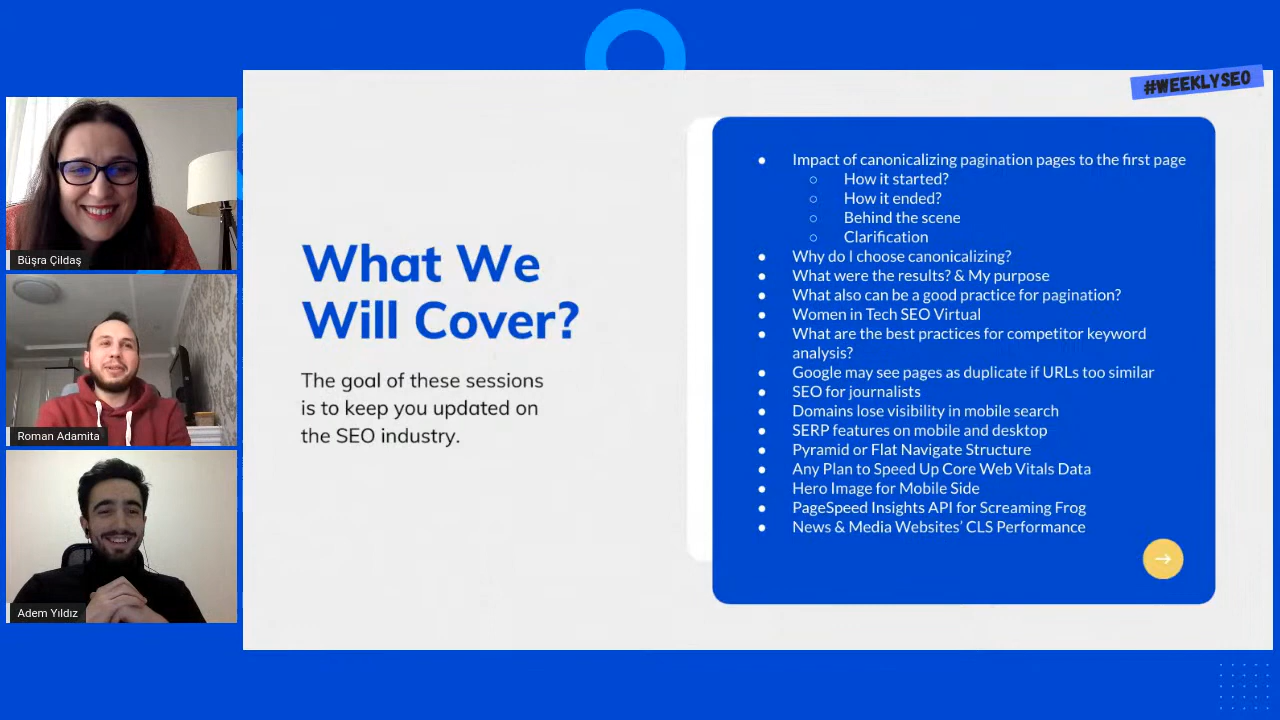 #WEEKLYSEO
Büşra Çildaş
Roman Adamita
Adem Yıldız
What We
Will Cover?
The goal of these sessions
is to keep you updated on
the SEO industry.
● Impact of canonicalizing pagination pages to the first page
○ How it started?
○ How it ended?
○ Behind the scene
○ Clarification
● Why do I choose canonicalizing?
● What were the results? & My purpose
● What also can be a good practice for pagination?
● Women in Tech SEO Virtual
● What are the best practices for competitor keyword
analysis?
● Google may see pages as duplicate if URLs too similar
● SEO for journalists
● Domains lose visibility in mobile search
● SERP features on mobile and desktop
● Pyramid or Flat Navigate Structure
● Any Plan to Speed Up Core Web Vitals Data
● Hero Image for Mobile Side
● PageSpeed Insights API for Screaming Frog
● News & Media Websites’ CLS Performance